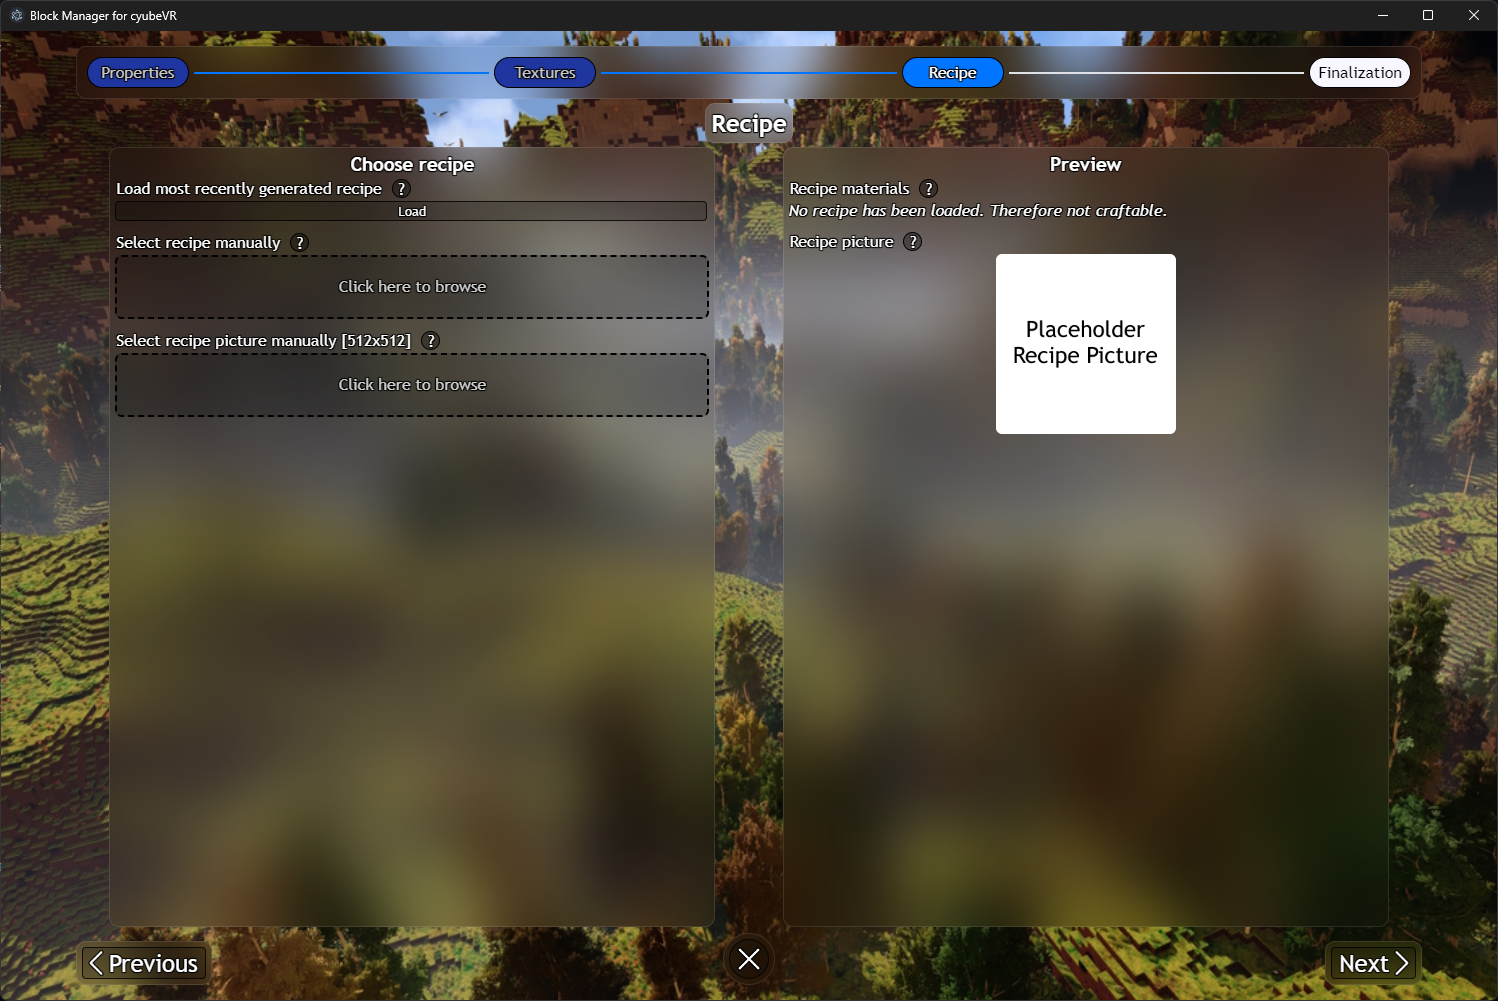 Block Manager for cyubeVR
Properties
Textures
Recipe
Finalization
Recipe
Choose recipe
Load most recently generated recipe ?
Load
Select recipe manually ?
Click here to browse
Select recipe picture manually [512x512] ?
Click here to browse
Preview
Recipe materials ?
No recipe has been loaded. Therefore not craftable.
Recipe picture ?
Placeholder
Recipe Picture
Previous
Next